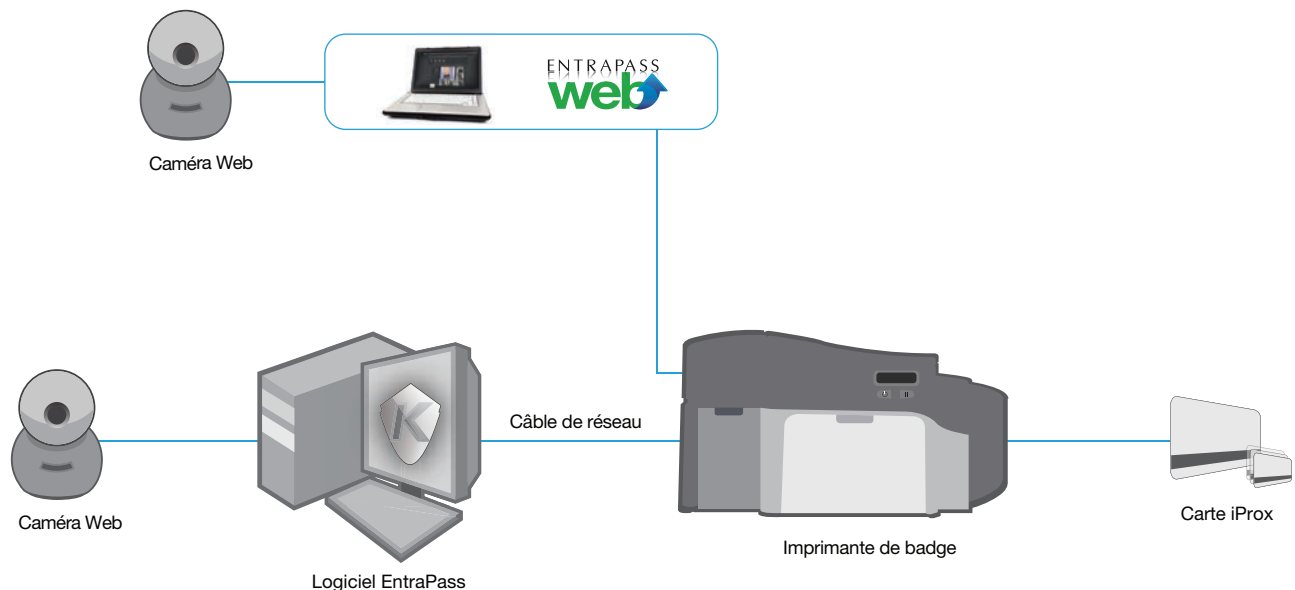 ENTRAPASS
web
Caméra Web
Câble de réseau
K
Caméra Web
Logiciel EntraPass
Imprimante de badge
Carte iProx